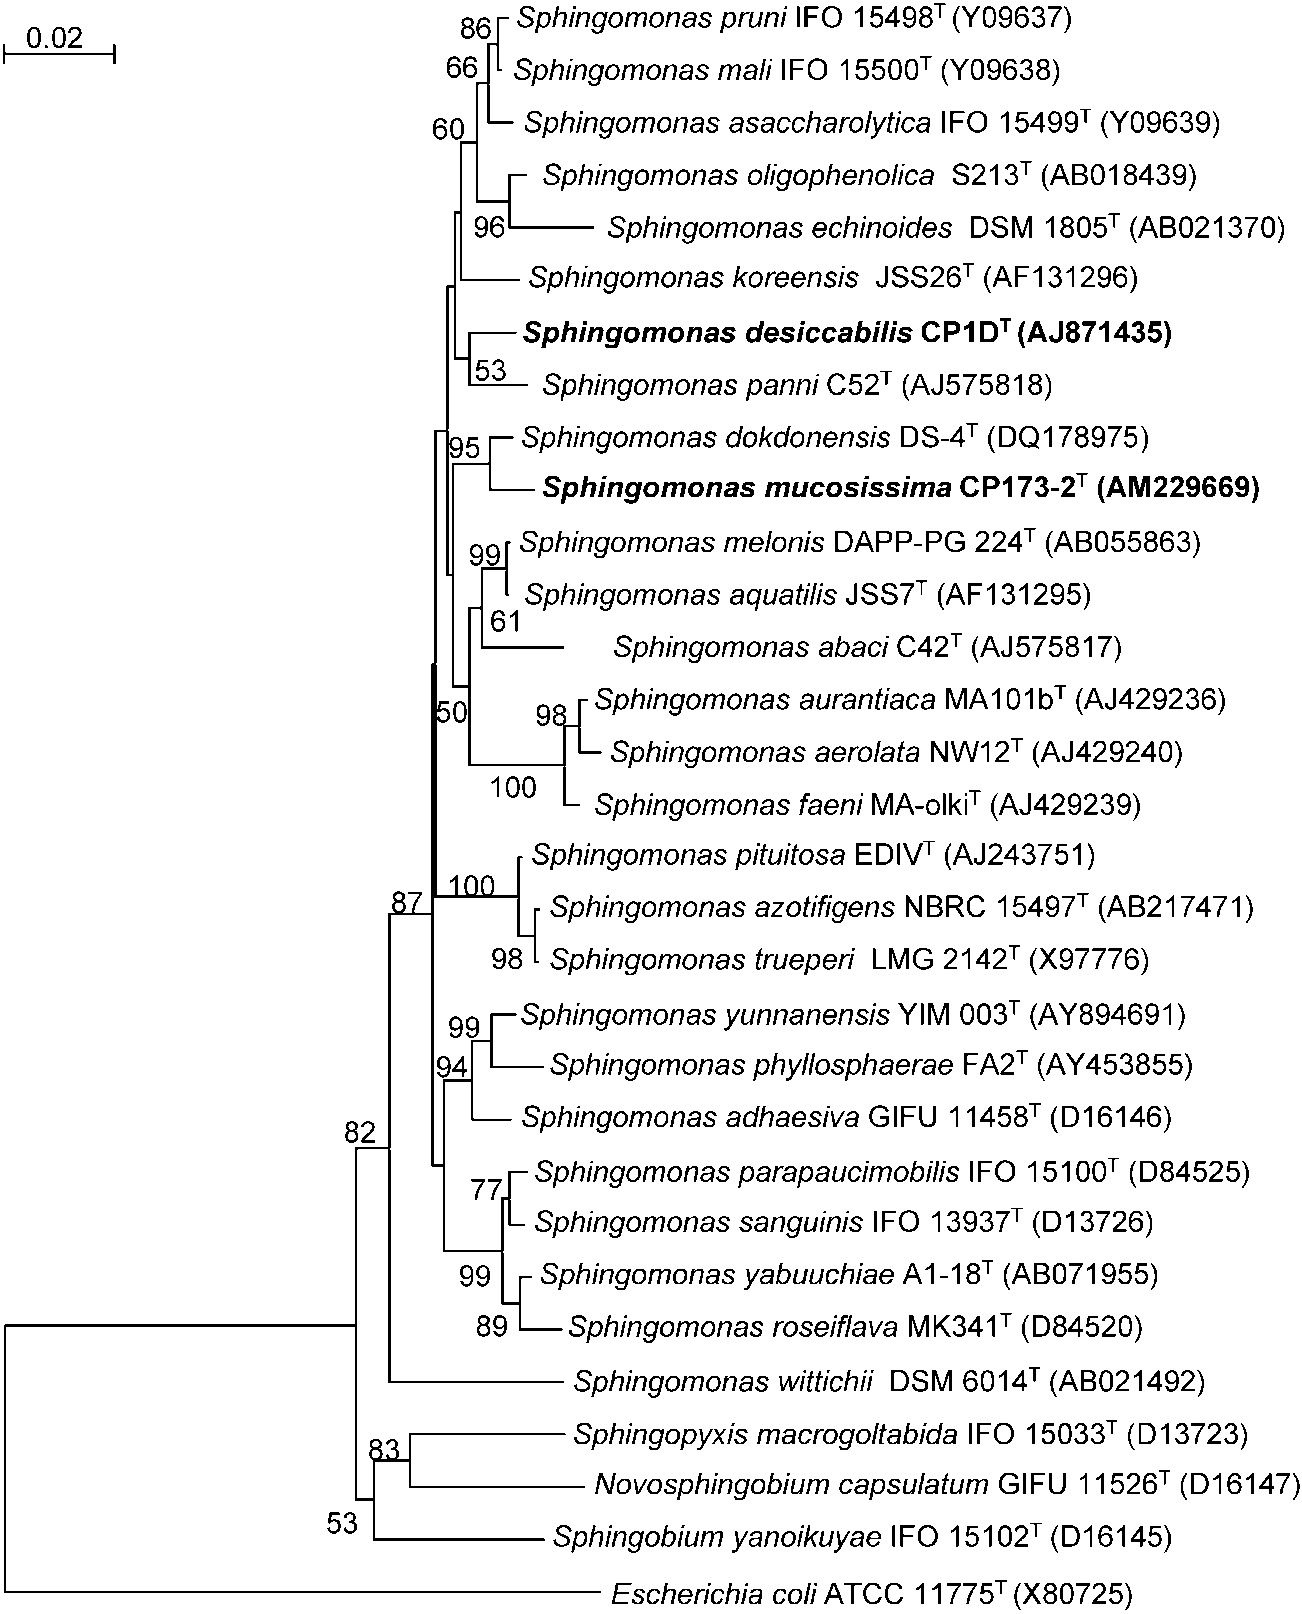 0.02
86
Sphingomonas pruni IFO 15498T (Y09637)
66
Sphingomonas mali IFO 15500T (Y09638)
60
Sphingomonas asaccharolytica IFO 15499T (Y09639)
Sphingomonas oligophenolica S213T (AB018439)
96
Sphingomonas echinoides DSM 1805T (AB021370)
Sphingomonas koreensis JSS26T (AF131296)
Sphingomonas desiccabilis CP1DT (AJ871435)
53
Sphingomonas panni C52T (AJ575818)
95
Sphingomonas dokdonensis DS-4T (DQ178975)
Sphingomonas mucosissima CP173-2T (AM229669)
99
Sphingomonas melonis DAPP-PG 224T (AB055863)
Sphingomonas aquatilis JSS7T (AF131295)
61
Sphingomonas abaci C42T (AJ575817)
50
98
Sphingomonas aurantiaca MA101bT (AJ429236)
Sphingomonas aerolata NW12T (AJ429240)
100
Sphingomonas faeni MA-olkiT (AJ429239)
Sphingomonas pituitosa EDIVT (AJ243751)
87
100
Sphingomonas azotifigens NBRC 15497T (AB217471)
98
Sphingomonas trueperi LMG 2142T (X97776)
99
Sphingomonas yunnanensis YIM 003T (AY894691)
94
Sphingomonas phyllosphaerae FA2T (AY453855)
Sphingomonas adhaesiva GIFU 11458T (D16146)
82
77
Sphingomonas parapaucimobilis IFO 15100T (D84525)
Sphingomonas sanguinis IFO 13937T (D13726)
99
Sphingomonas yabuuchiae A1-18T (AB071955)
89
Sphingomonas roseiflava MK341T (D84520)
Sphingomonas wittichii DSM 6014T (AB021492)
83
Sphingopyxis macrogoltabida IFO 15033T (D13723)
Novosphingobium capsulatum GIFU 11526T (D16147)
53
Sphingobium yanoikuyae IFO 15102T (D16145)
Escherichia coli ATCC 11775T (X80725)